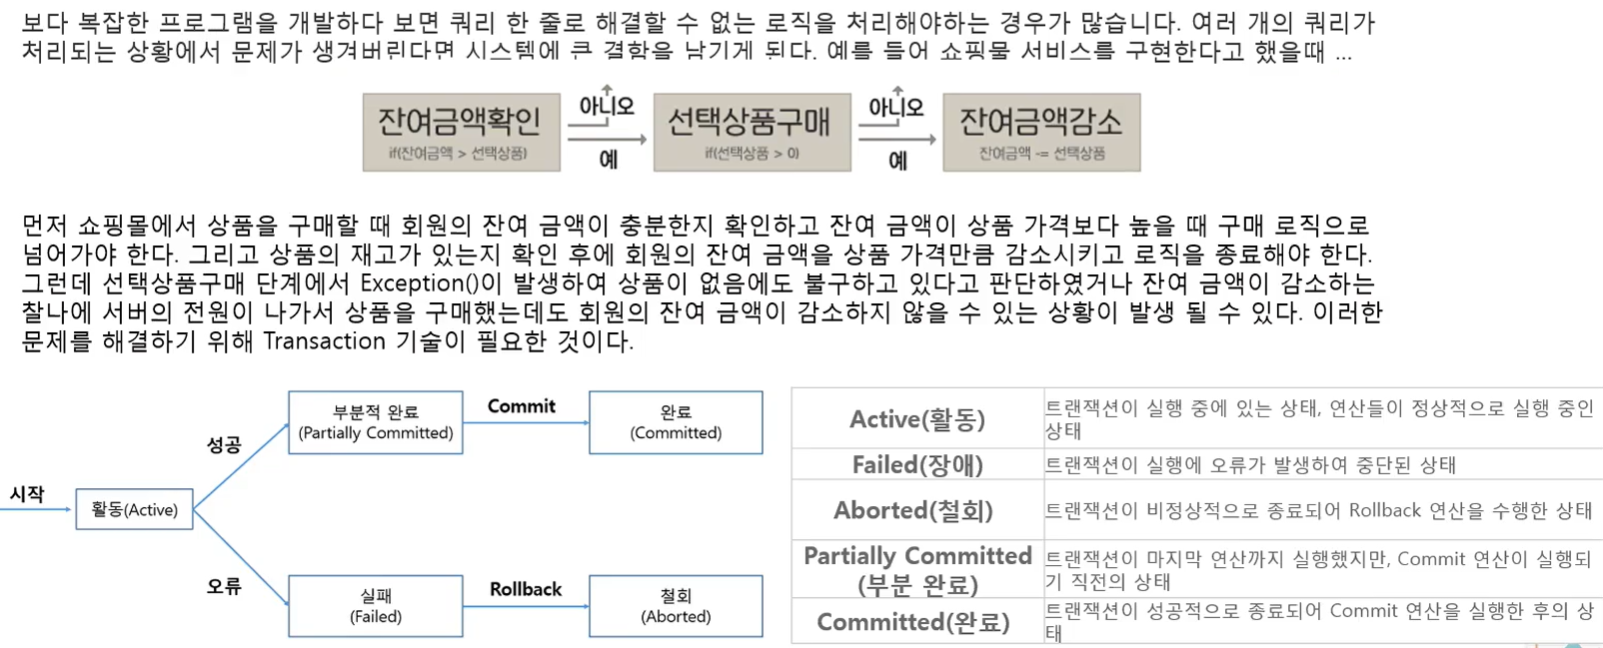 보다 복잡한 프로그램을 개발하다 보면 쿼리 한 줄로 해결할 수 없는 로직을 처리해야하는 경우가 많습니다. 여러 개의 쿼리가
처리되는 상황에서 문제가 생겨버린다면 시스템에 큰 결함을 남기게 된다. 예를 들어 쇼핑몰 서비스를 구현한다고 했을때 ...
잔여금액확인
if(잔여금액 > 선택상품)
아니오
예
선택상품구매
if(선택상품 > 0)
아니오
예
잔여금액감소
잔여금액 -= 선택상품
먼저 쇼핑몰에서 상품을 구매할 때 회원의 잔여 금액이 충분한지 확인하고 잔여 금액이 상품 가격보다 높을 때 구매 로직으로
넘어가야 한다. 그리고 상품의 재고가 있는지 확인 후에 회원의 잔여 금액을 상품 가격만큼 감소시키고 로직을 종료해야 한다.
그런데 선택상품구매 단계에서 Exception()이 발생하여 상품이 없음에도 불구하고 있다고 판단하였거나 잔여 금액이 감소하는
찰나에 서버의 전원이 나가서 상품을 구매했는데도 회원의 잔여 금액이 감소하지 않을 수 있는 상황이 발생 될 수 있다. 이러한
문제를 해결하기 위해 Transaction 기술이 필요한 것이다.
시작
활동(Active)
성공
부분적 완료
(Partially Committed)
Commit
완료
(Committed)
오류
실패
(Failed)
Rollback
철회
(Aborted)
Active(활동)
트랜잭션이 실행 중에 있는 상태, 연산들이 정상적으로 실행 중인
상태
Failed(장애)
트랜잭션이 실행에 오류가 발생하여 중단된 상태
Aborted(철회)
트랜잭션이 비정상적으로 종료되어 Rollback 연산을 수행한 상태
Partially Committed
(부분 완료)
트랜잭션이 마지막 연산까지 실행했지만, Commit 연산이 실행되
기 직전의 상태
Committed(완료)
트랜잭션이 성공적으로 종료되어 Commit 연산을 실행한 후의 상
태